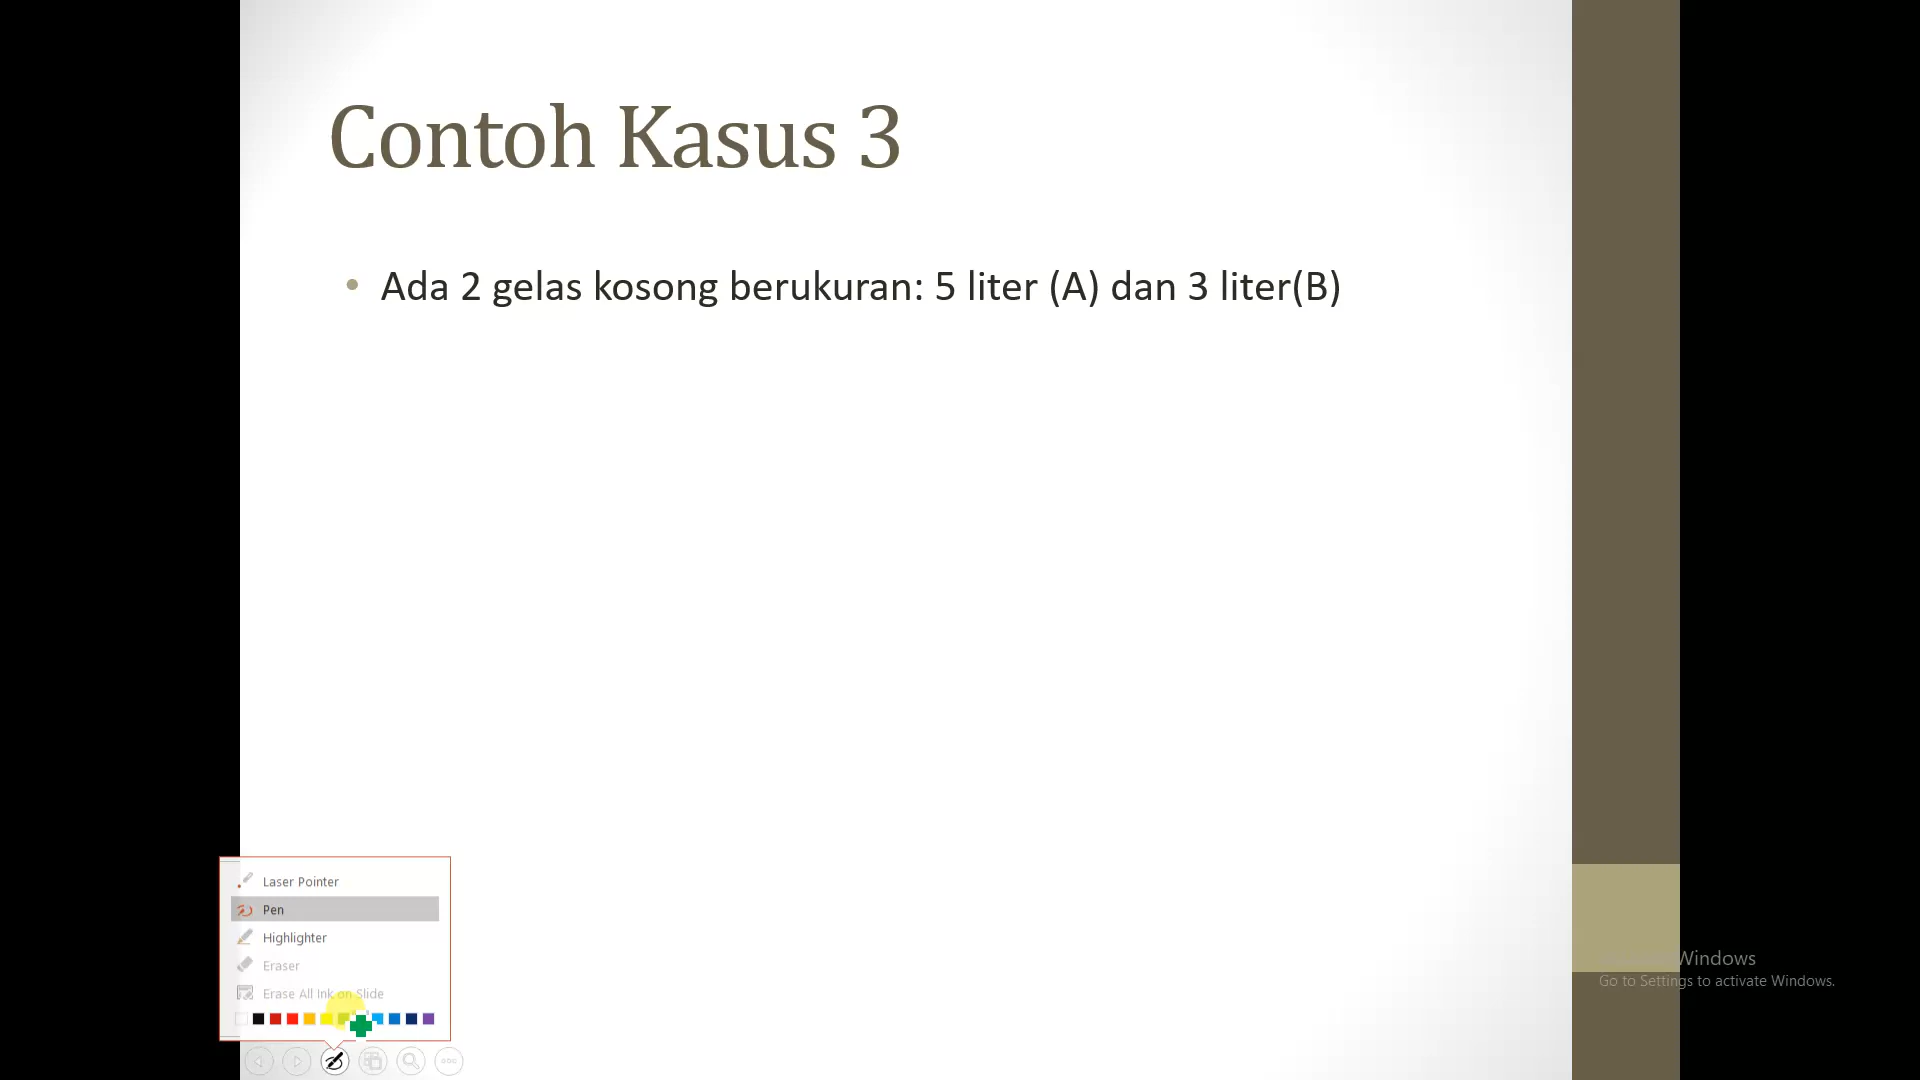 Contoh Kasus 3
• Ada 2 gelas kosong berukuran: 5 liter (A) dan 3 liter(B)
Laser Pointer
Pen
Highlighter
Eraser
Erase All Ink on Slide
Windows
Go to Settings to activate Windows.